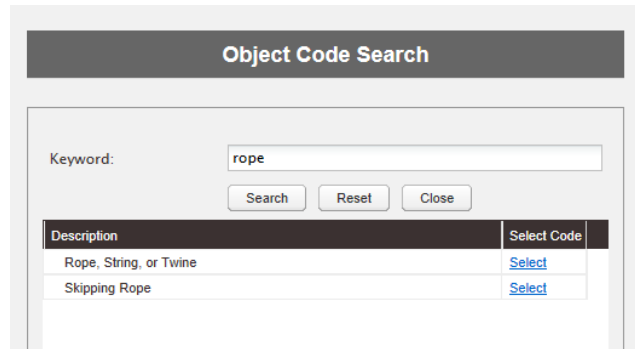 Object Code Search
Keyword: rope
Search Reset Close
Description Select Code
Rope, String, or Twine Select
Skipping Rope Select